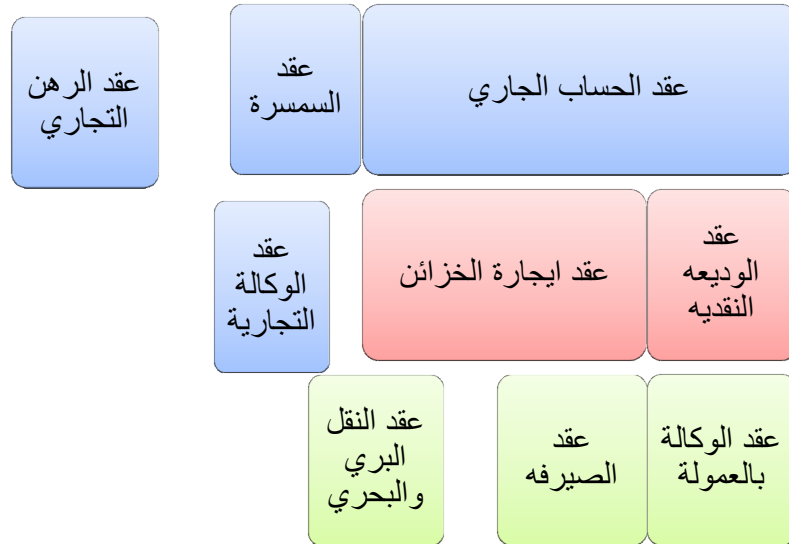 عقد الحساب الجاري
عقد
السمسرة
عقد الرهن
التجاري
عقد
الوديعه
النقديه
عقد ايجارة الخزائن
عقد
الوكالة
التجارية
عقد الوكالة
بالعمولة
عقد
الصيرفه
عقد النقل
البري
والبحري